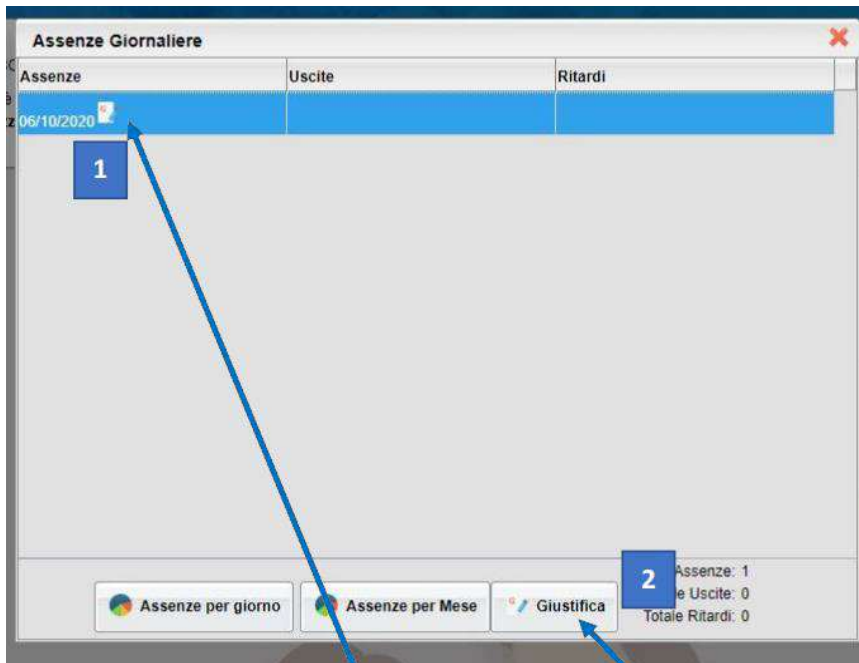 Assenze Giornaliere
Assenze Uscite Ritardi
06/10/2020
1
2
Assenze: 1
Uscite: 0
Totale Ritardi: 0
Assenze per giorno Assenze per Mese Giustifica